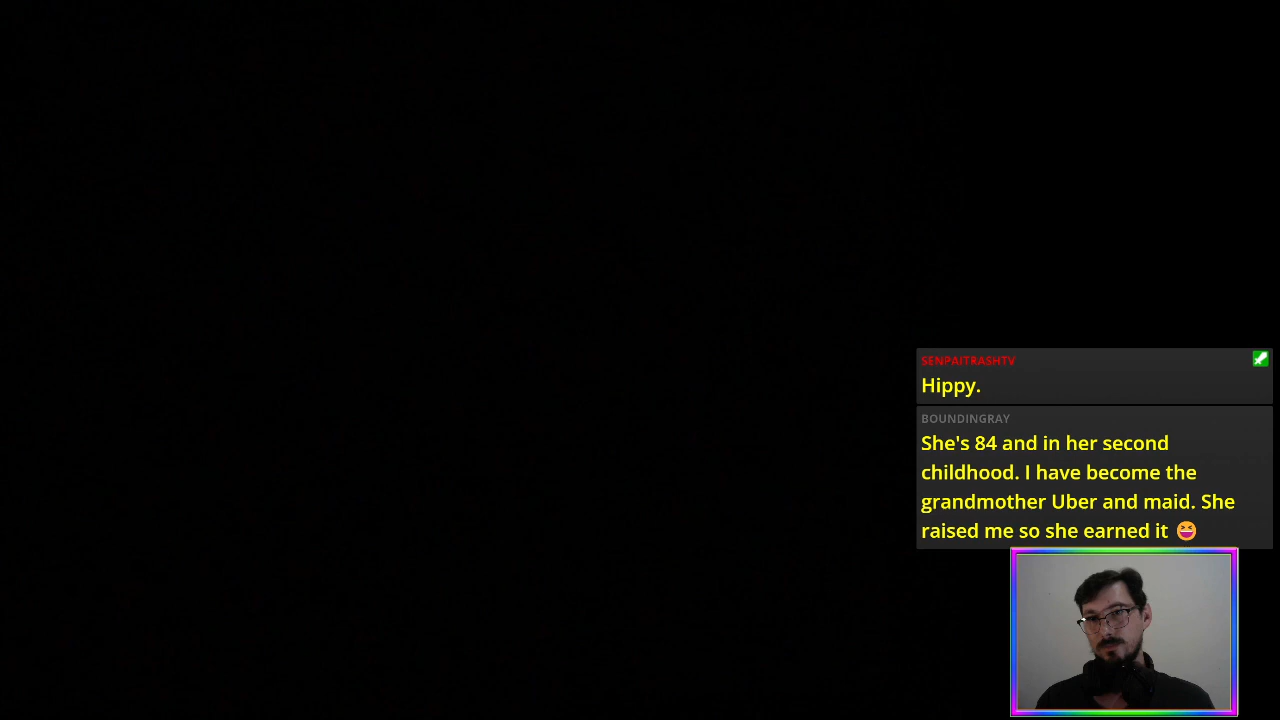 SENPAITRASHTV
Hippy.
BOUNDINGRAY
She's 84 and in her second
childhood. I have become the
grandmother Uber and maid. She
raised me so she earned it 😆